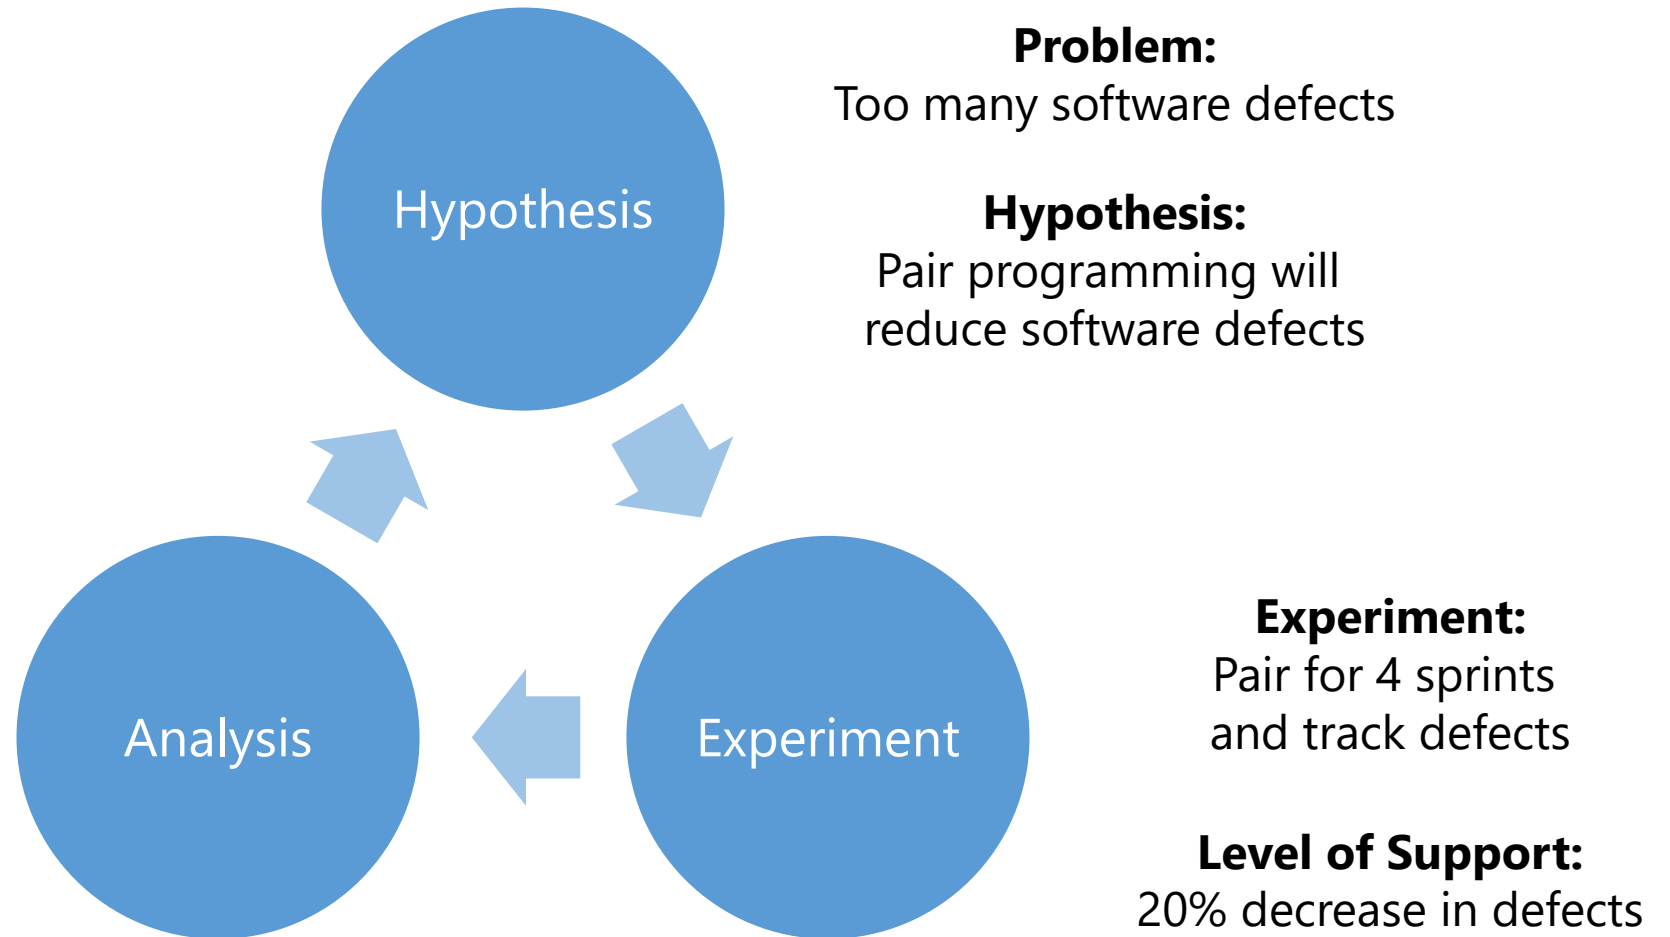 Hypothesis
Problem:
Too many software defects
Hypothesis:
Pair programming will
reduce software defects
Analysis
Experiment
Experiment:
Pair for 4 sprints
and track defects
Level of Support:
20% decrease in defects